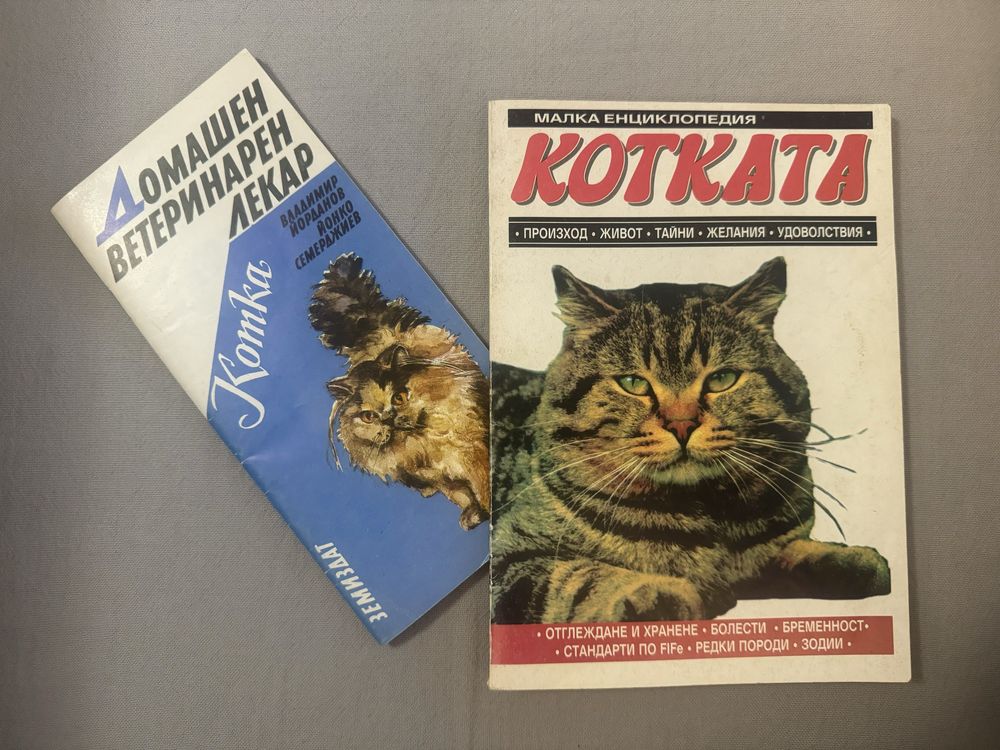 ДОМАШЕН
ВЕТЕРИНАРЕН
ЛЕКАР
ВЛАДИМИР
ЙОРДАНОВ
ЙОНКО
СЕМЕРДЖИЕВ
Котка
ЗЕМИЗДАТ
МАЛКА ЕНЦИКЛОПЕДИЯ
КОТКАТА
• ПРОИЗХОД • ЖИВОТ • ТАЙНИ • ЖЕЛАНИЯ • УДОВОЛСТВИЯ •
• ОТГЛЕЖДАНЕ И ХРАНЕНЕ • БОЛЕСТИ • БРЕМЕННОСТ •
• СТАНДАРТИ ПО FIFe • РЕДКИ ПОРОДИ • ЗОДИИ •